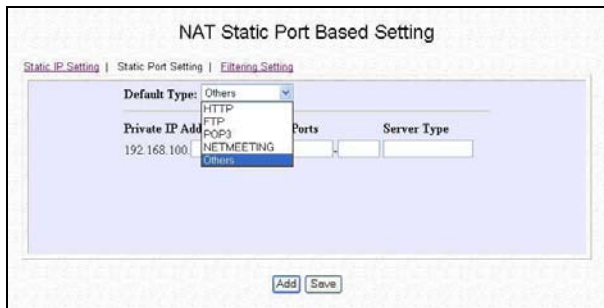 NAT Static Port Based Setting
Static IP Setting | Static Port Setting | Filtering Setting
Default Type: Others
HTTP
FTP
POP3
NETMEETING
Others
Private IP Add Ports Server Type
192.168.100. -
Add Save